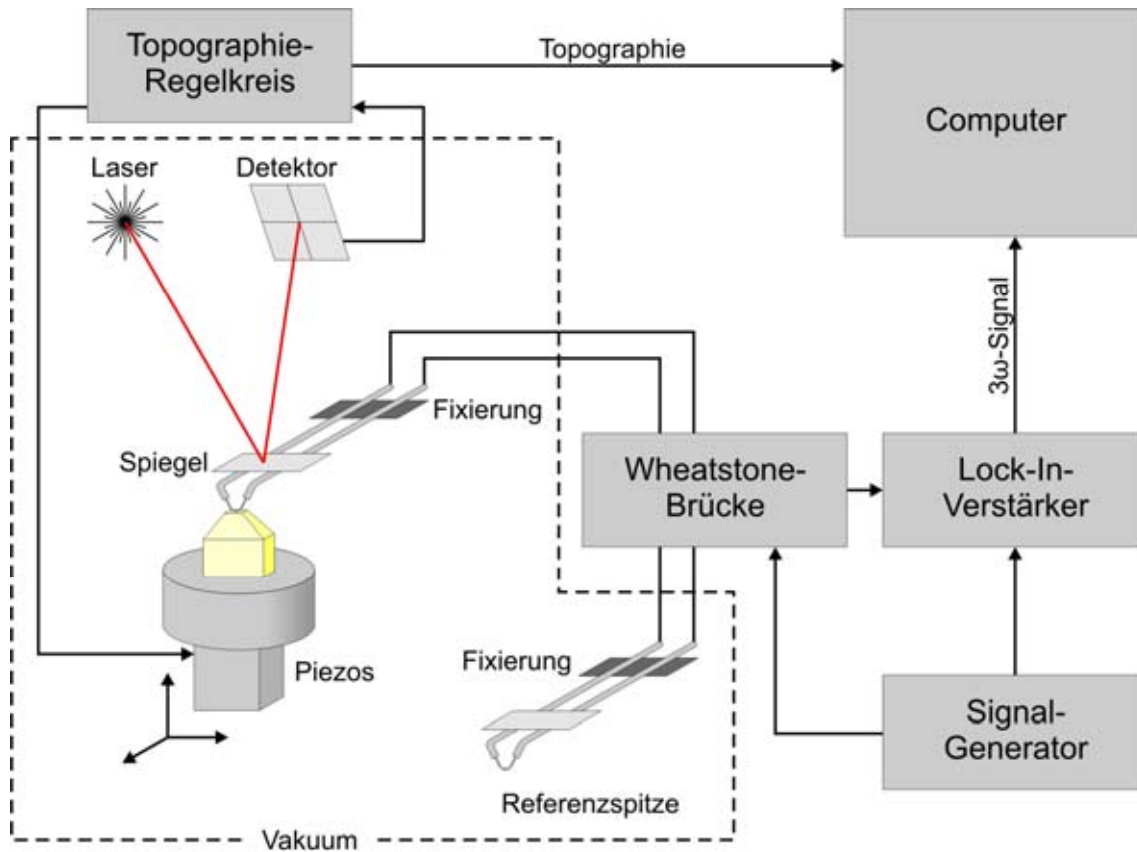 Topographie-
Regelkreis
Topographie
Computer
Laser
Detektor
3ω-Signal
Fixierung
Spiegel
Wheatstone-
Brücke
Lock-In-
Verstärker
Fixierung
Piezos
Signal-
Generator
Referenzspitze
Vakuum